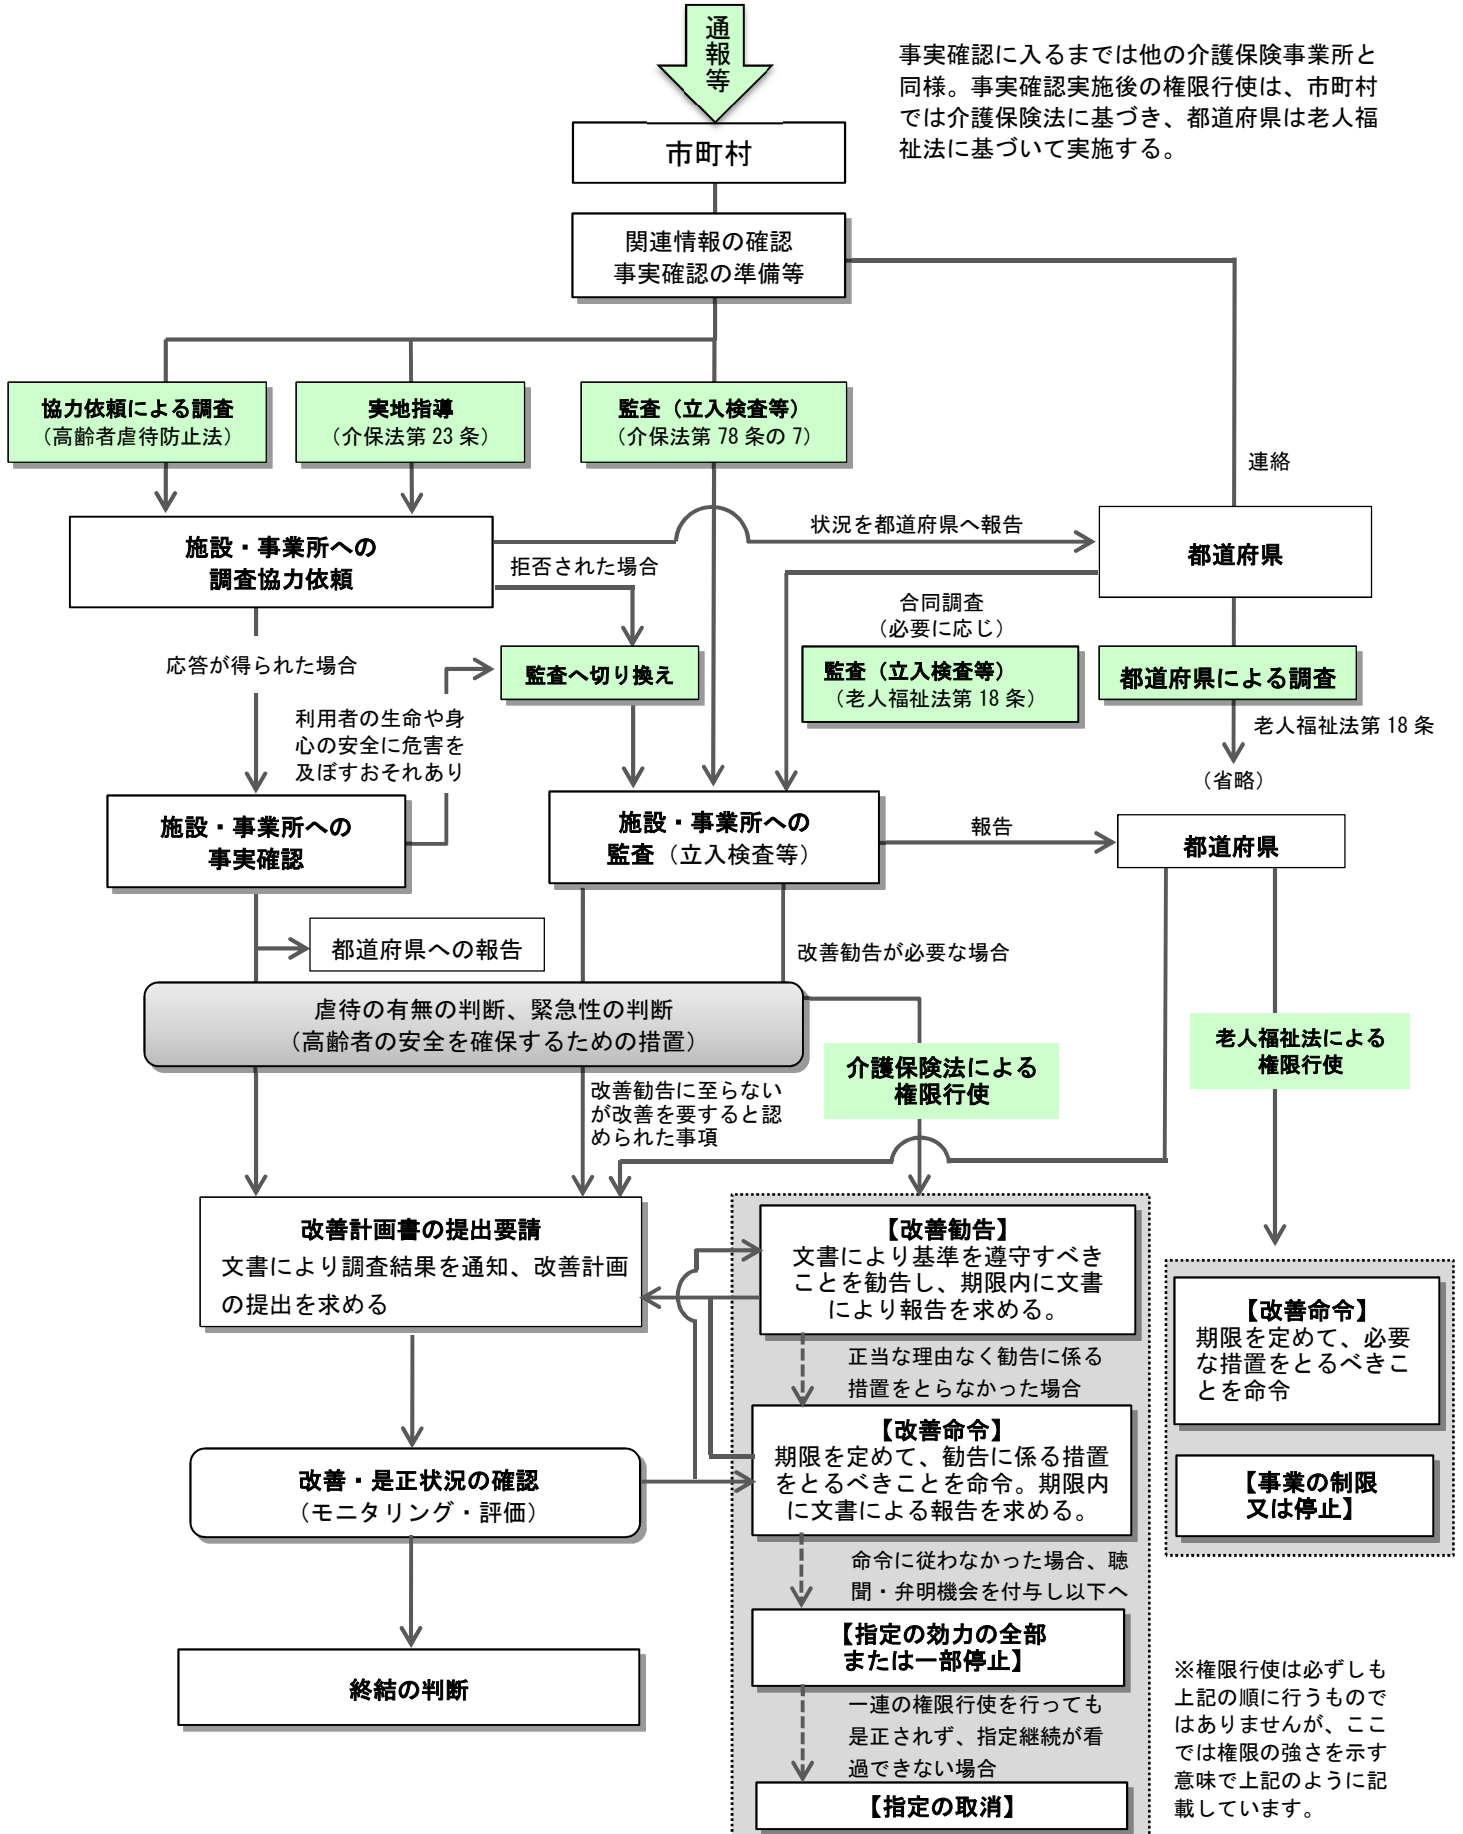 通報等
事実確認に入るまでは他の介護保険事業所と
同様。事実確認実施後の権限行使は、市町村
では介護保険法に基づき、都道府県は老人福
祉法に基づいて実施する。
市町村
関連情報の確認
事実確認の準備等
協力依頼による調査
（高齢者虐待防止法）
実地指導
（介保法第 23 条）
監査（立入検査等）
（介保法第 78 条の 7）
連絡
施設・事業所への
調査協力依頼
状況を都道府県へ報告
都道府県
拒否された場合
合同調査
（必要に応じ）
応答が得られた場合
監査へ切り換え
監査（立入検査等）
（老人福祉法第 18 条）
都道府県による調査
老人福祉法第 18 条
（省略）
利用者の生命や身
心の安全に危害を
及ぼすおそれあり
施設・事業所への
事実確認
施設・事業所への
監査（立入検査等）
報告
都道府県
都道府県への報告
改善勧告が必要な場合
虐待の有無の判断、緊急性の判断
（高齢者の安全を確保するための措置）
介護保険法による
権限行使
老人福祉法による
権限行使
改善勧告に至らない
が改善を要すると認
められた事項
改善計画書の提出要請
文書により調査結果を通知、改善計画
の提出を求める
【改善勧告】
文書により基準を遵守すべき
ことを勧告し、期限内に文書
により報告を求める。
【改善命令】
期限を定めて、必要
な措置をとるべきこ
とを命令
正当な理由なく勧告に係る
措置をとらなかった場合
【改善命令】
期限を定めて、勧告に係る措置
をとるべきことを命令。期限内
に文書による報告を求める。
改善・是正状況の確認
（モニタリング・評価）
【事業の制限
又は停止】
命令に従わなかった場合、聴
聞・弁明機会を付与し以下へ
【指定の効力の全部
または一部停止】
終結の判断
一連の権限行使を行っても
是正されず、指定継続が看
過できない場合
【指定の取消】
※権限行使は必ずしも
上記の順に行うもので
はありませんが、ここ
では権限の強さを示す
意味で上記のように記
載しています。